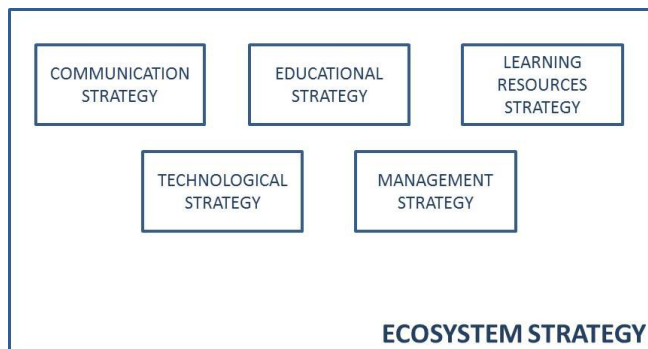 COMMUNICATION
STRATEGY
EDUCATIONAL
STRATEGY
LEARNING
RESOURCES
STRATEGY
TECHNOLOGICAL
STRATEGY
MANAGEMENT
STRATEGY
ECOSYSTEM STRATEGY